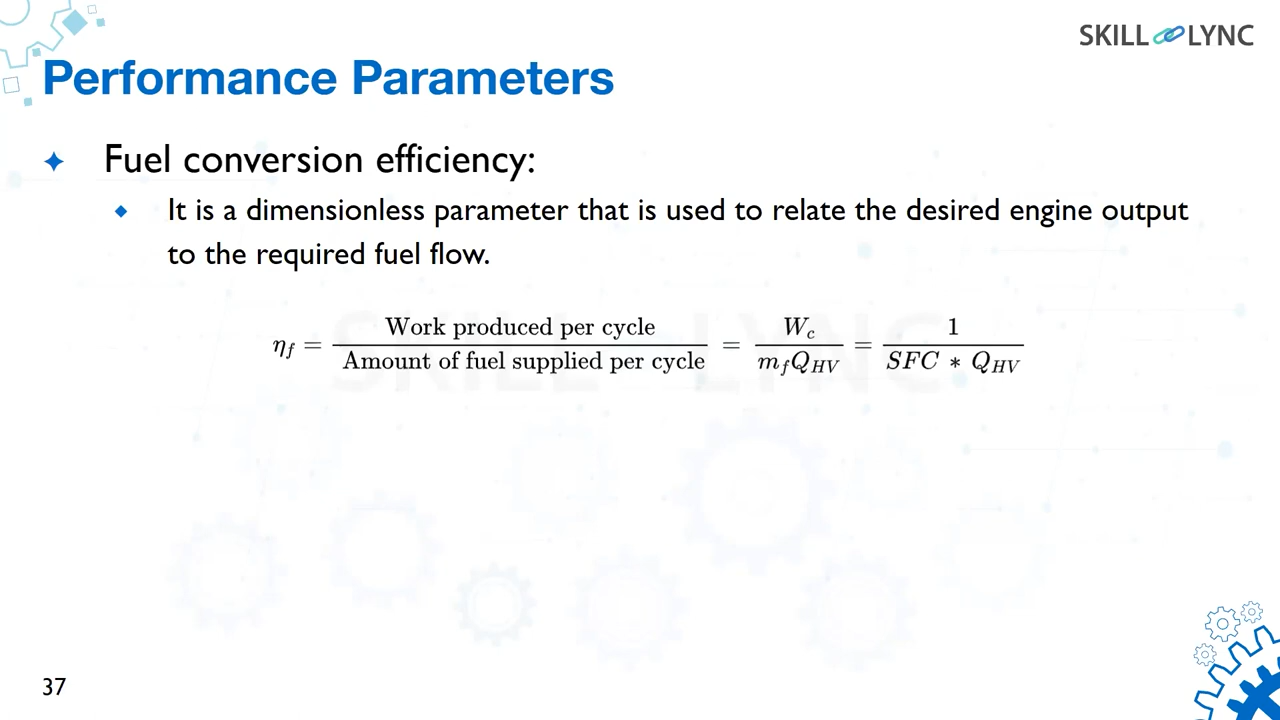 SKILL LYNC
Performance Parameters
Fuel conversion efficiency:
It is a dimensionless parameter that is used to relate the desired engine output
to the required fuel flow.
η_f = Work produced per cycle / Amount of fuel supplied per cycle = W_c / m_f Q_HV = 1 / SFC * Q_HV
SKILL LYNC
37